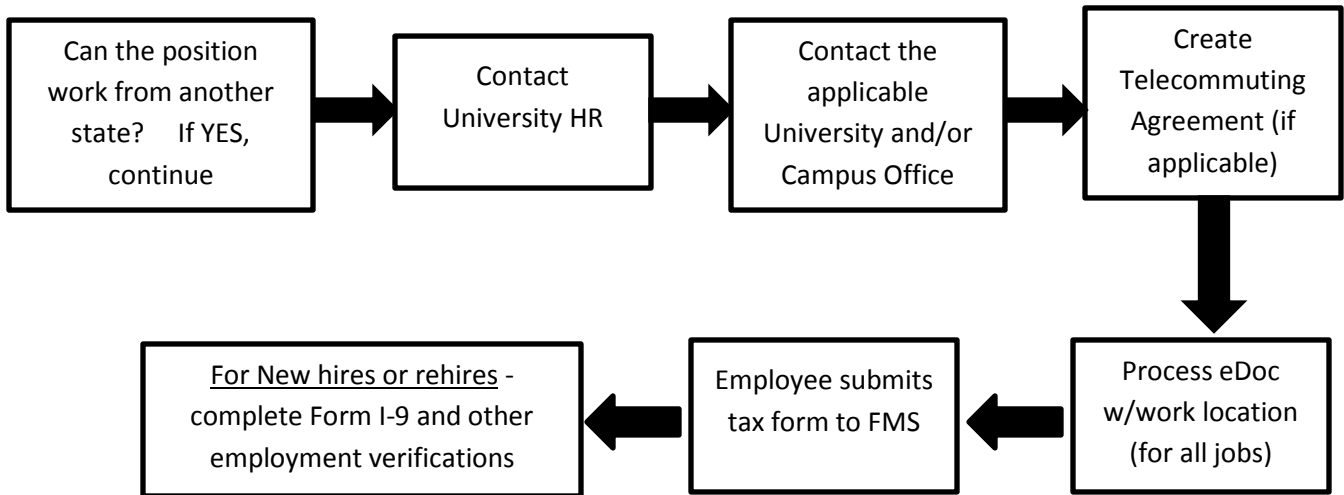 Can the position
work from another
state? If YES,
continue
Contact
University HR
Contact the
applicable
University and/or
Campus Office
Create
Telecommuting
Agreement (if
applicable)
Process eDoc
w/work location
(for all jobs)
Employee submits
tax form to FMS
For New hires or rehires -
complete Form I-9 and other
employment verifications